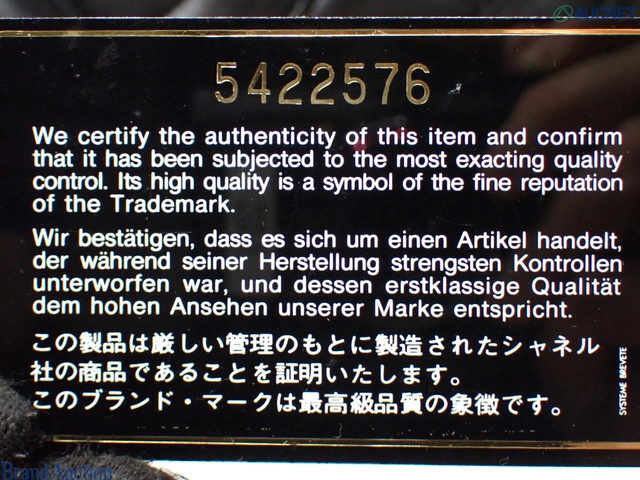 AUCNET
5422576
We certify the authenticity of this item and confirm
that it has been subjected to the most exacting quality
control. Its high quality is a symbol of the fine reputation
of the Trademark.
Wir bestätigen, dass es sich um einen Artikel handelt,
der während seiner Herstellung strengsten Kontrollen
unterworfen war, und dessen erstklassige Qualität
dem hohen Ansehen unserer Marke entspricht.
この製品は厳しい管理のもとに製造されたシャネル
社の商品であることを証明いたします。
このブランド・マークは最高級品質の象徴です。
SYSTEME BREVETE
Brand Auction